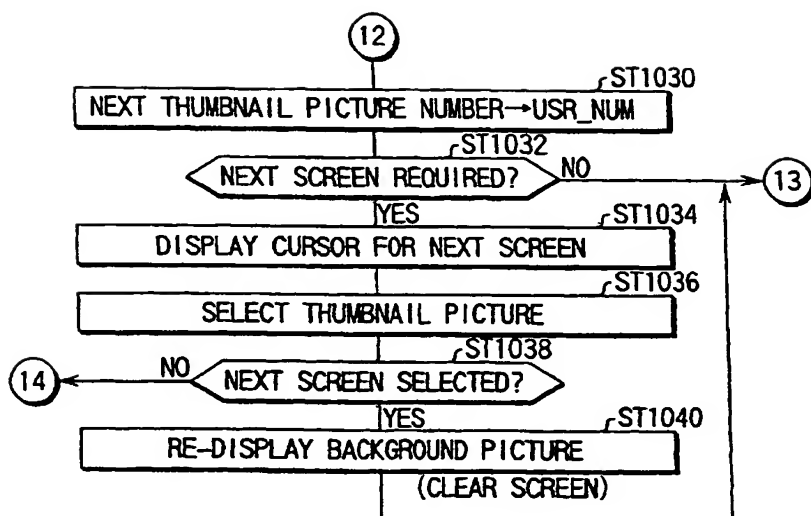 12
ST1030
NEXT THUMBNAIL PICTURE NUMBER→USR_NUM
ST1032
NEXT SCREEN REQUIRED?
NO
13
YES
ST1034
DISPLAY CURSOR FOR NEXT SCREEN
ST1036
SELECT THUMBNAIL PICTURE
ST1038
14
NO
NEXT SCREEN SELECTED?
YES
ST1040
RE-DISPLAY BACKGROUND PICTURE
(CLEAR SCREEN)